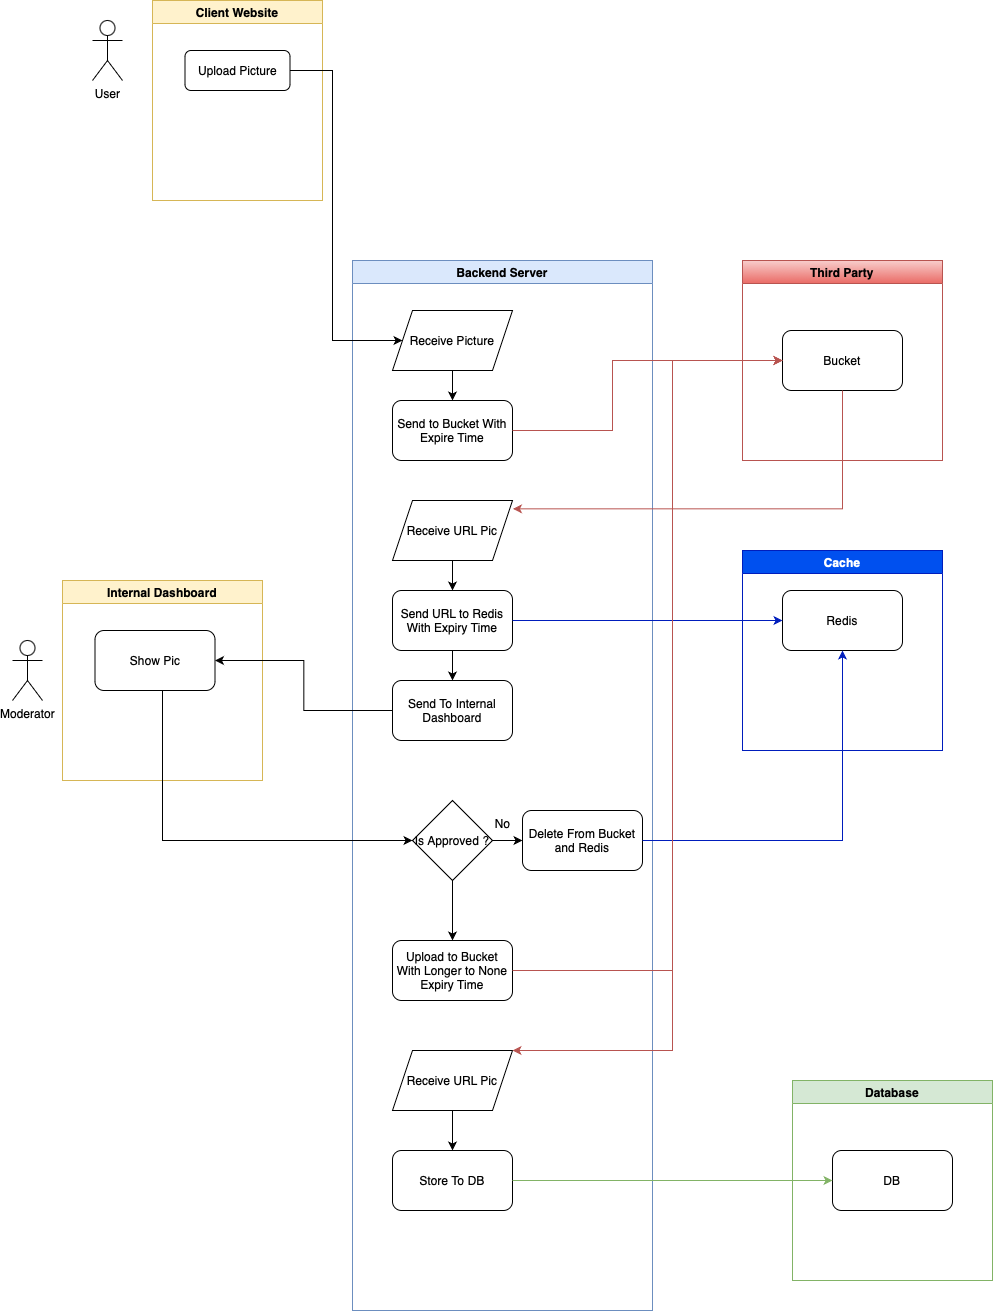 Client Website
Upload Picture
User
Backend Server
Third Party
Receive Picture
Bucket
Send to Bucket With
Expire Time
Receive URL Pic
Cache
Internal Dashboard
Send URL to Redis
With Expiry Time
Redis
Show Pic
Moderator
Send To Internal
Dashboard
Is Approved ?
No
Delete From Bucket
and Redis
Upload to Bucket
With Longer to None
Expiry Time
Receive URL Pic
Database
Store To DB
DB